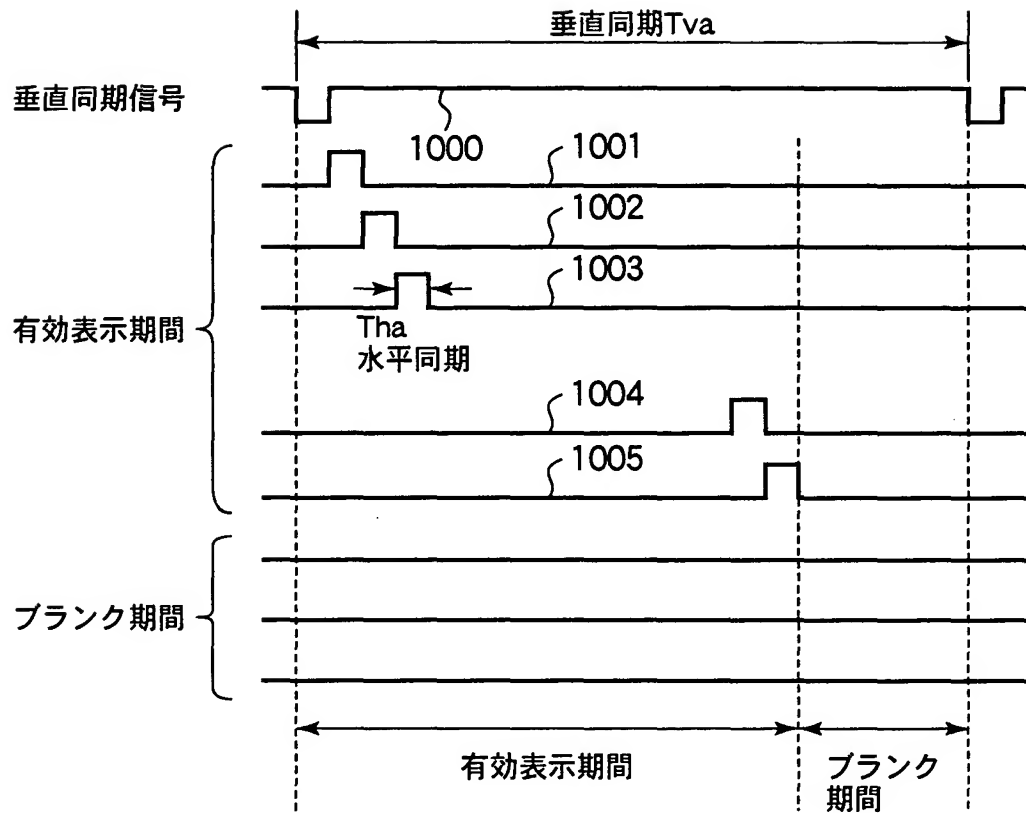 垂直同期Tva
垂直同期信号
1000
1001
1002
1003
Tha
水平同期
有効表示期間
1004
1005
ブランク期間
有効表示期間
ブランク
期間